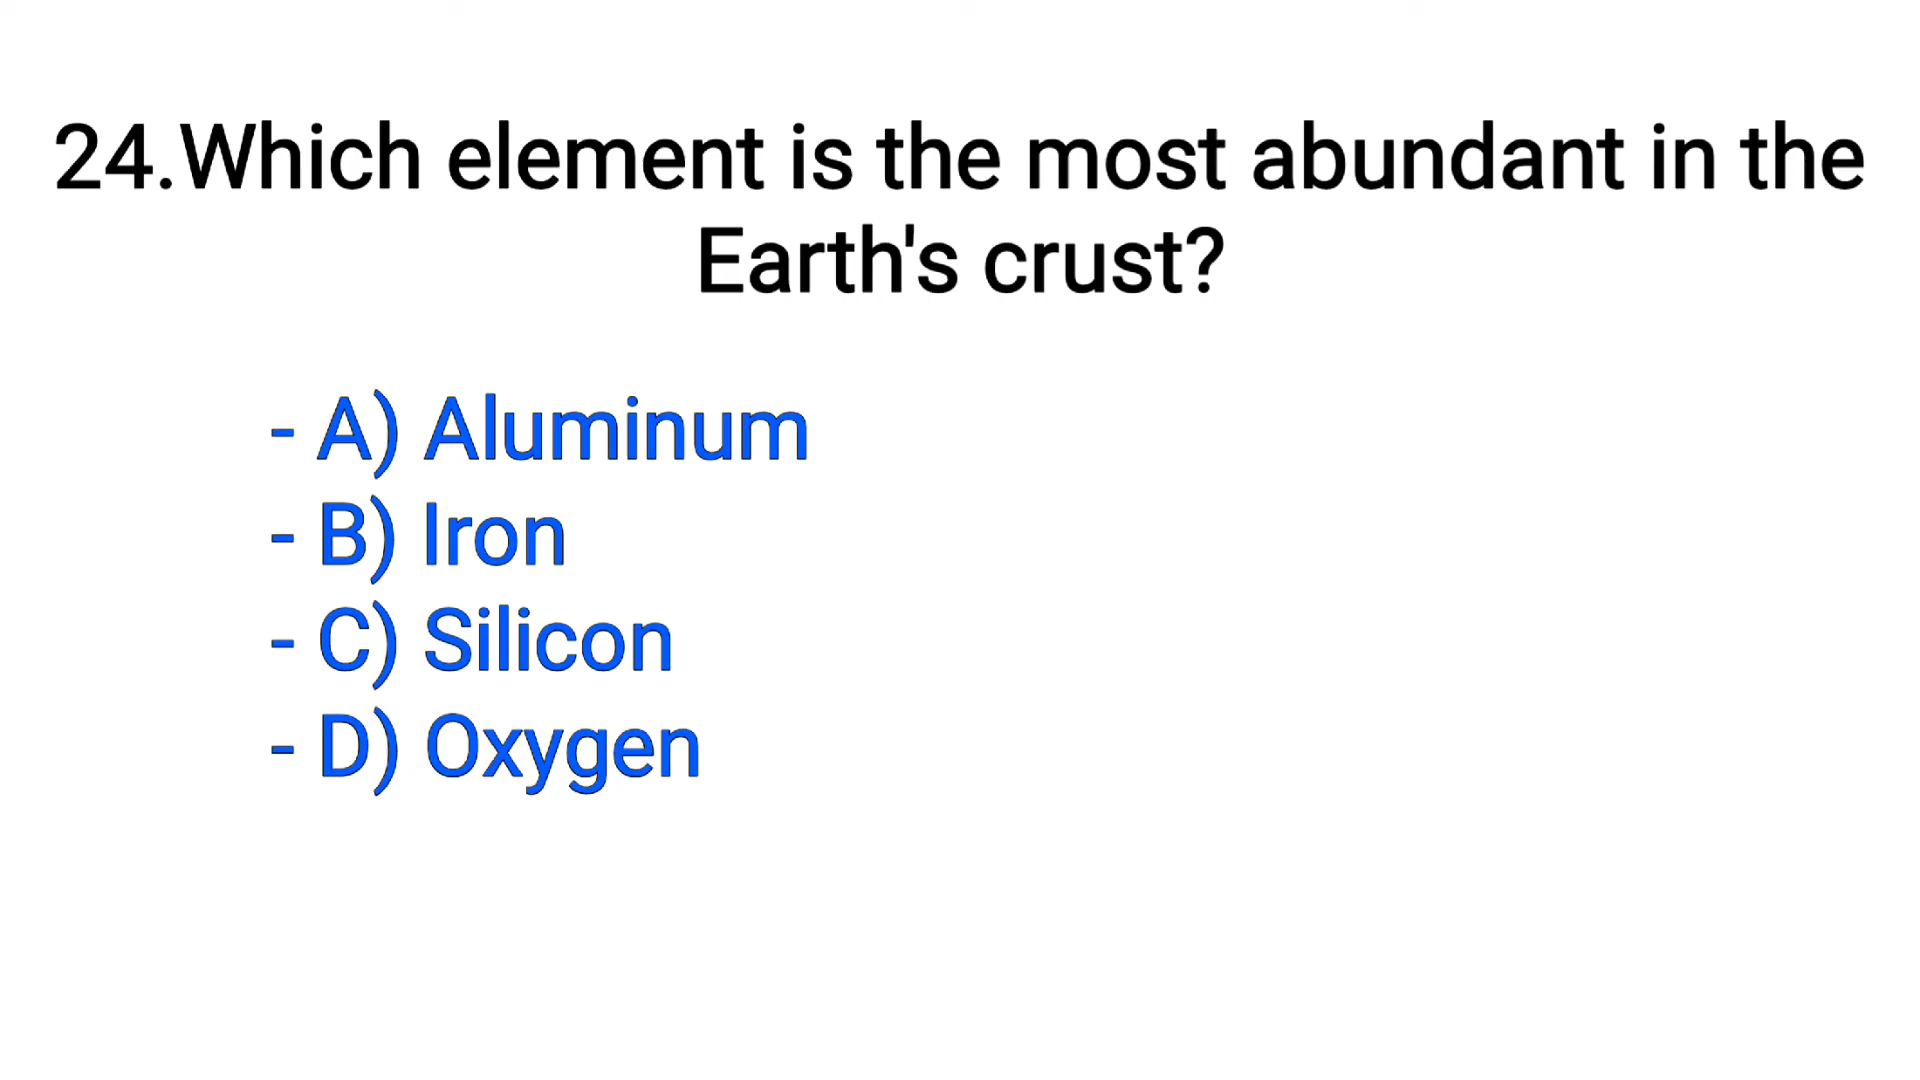 24.Which element is the most abundant in the
Earth's crust?
- A) Aluminum
- B) Iron
- C) Silicon
- D) Oxygen